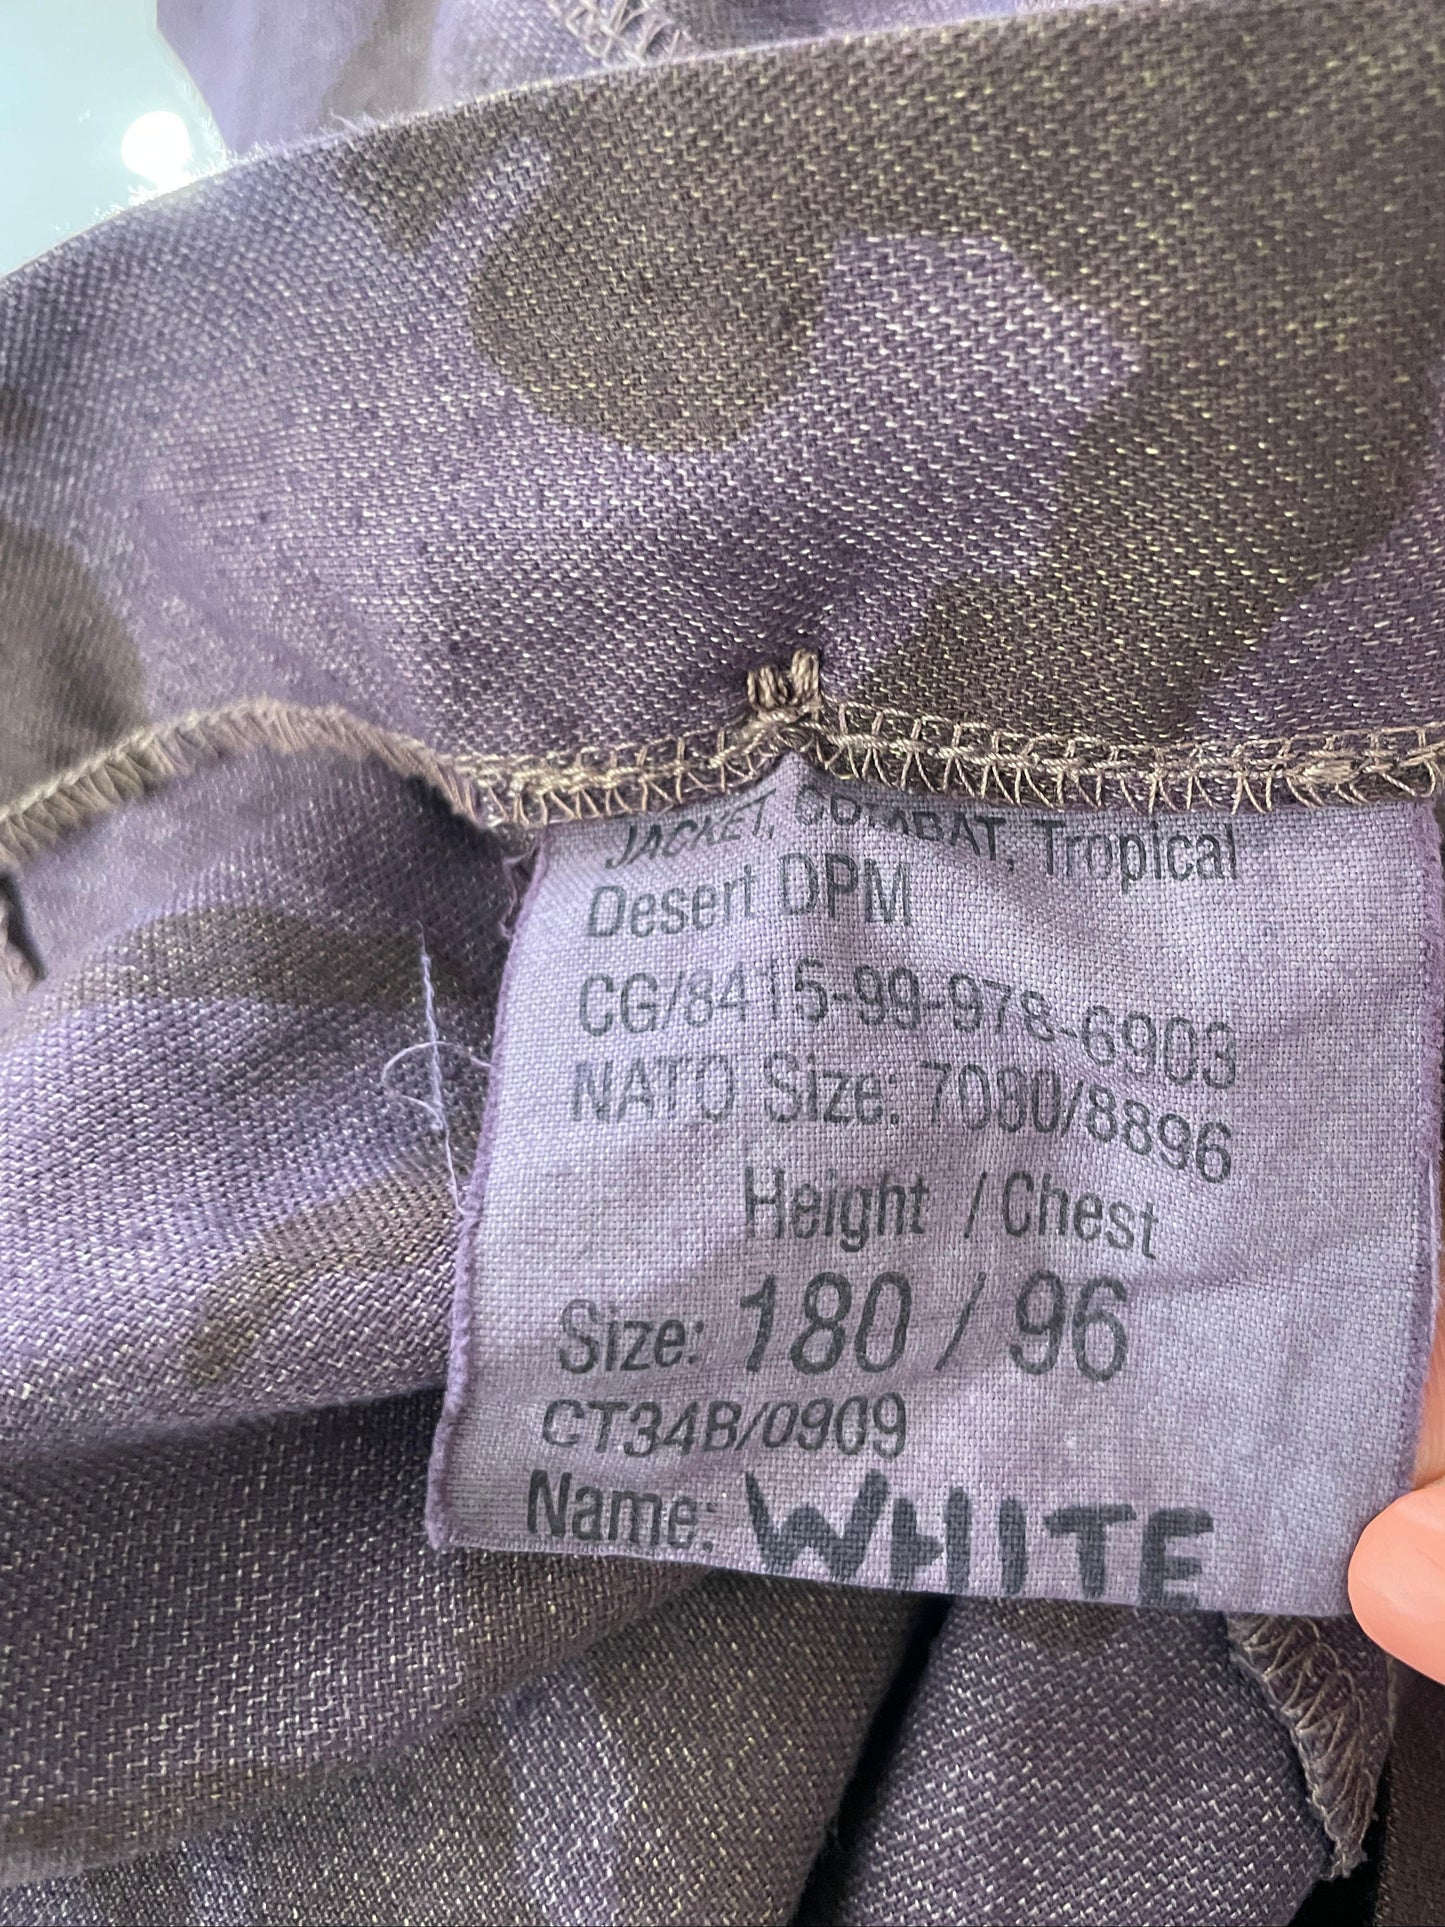 JACKET, COMBAT, Tropical
Desert DPM
CG/8415-99-978-6903
NATO Size: 7080/8896
Height / Chest
Size: 180 / 96
CT34B/0909
Name: WHITE